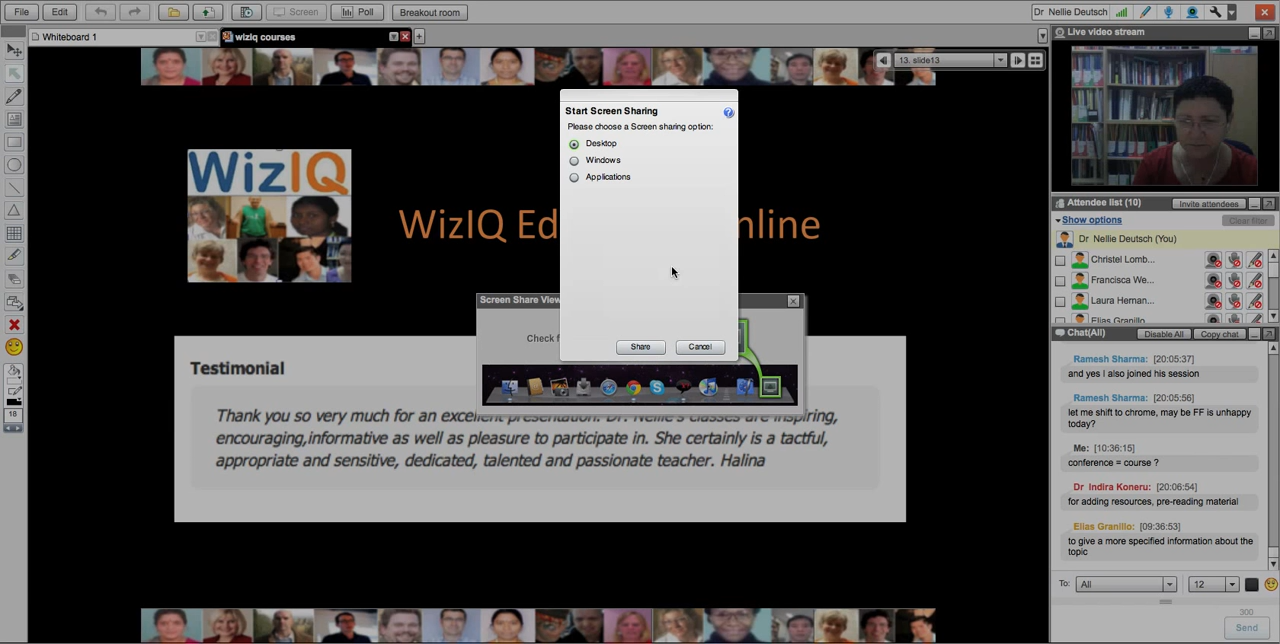 File
Edit
Screen
Poll
Breakout room
Dr Nellie Deutsch
Whiteboard 1
wiziq courses
13. slide13
WizIQ
WizIQ Ed
nline
Start Screen Sharing
Please choose a Screen sharing option:
Desktop
Windows
Applications
Share
Cancel
Screen Share View
Check f
Testimonial
Thank you so very much for an excellent presentation. Dr. Nellie's classes are inspiring,
encouraging,informative as well as pleasure to participate in. She certainly is a tactful,
appropriate and sensitive, dedicated, talented and passionate teacher. Halina
18
Live video stream
Attendee list (10)
Invite attendees
Show options
Clear filter
Dr Nellie Deutsch (You)
Christel Lomb...
Francisca We...
Laura Hernan...
Elias Granillo
Chat(All)
Disable All
Copy chat
Ramesh Sharma: [20:05:37]
and yes I also joined his session
Ramesh Sharma: [20:05:56]
let me shift to chrome, may be FF is unhappy
today?
Me: [10:36:15]
conference = course ?
Dr Indira Koneru: [20:06:54]
for adding resources, pre-reading material
Elias Granillo: [09:36:53]
to give a more specified information about the
topic
To:
All
12
300
Send